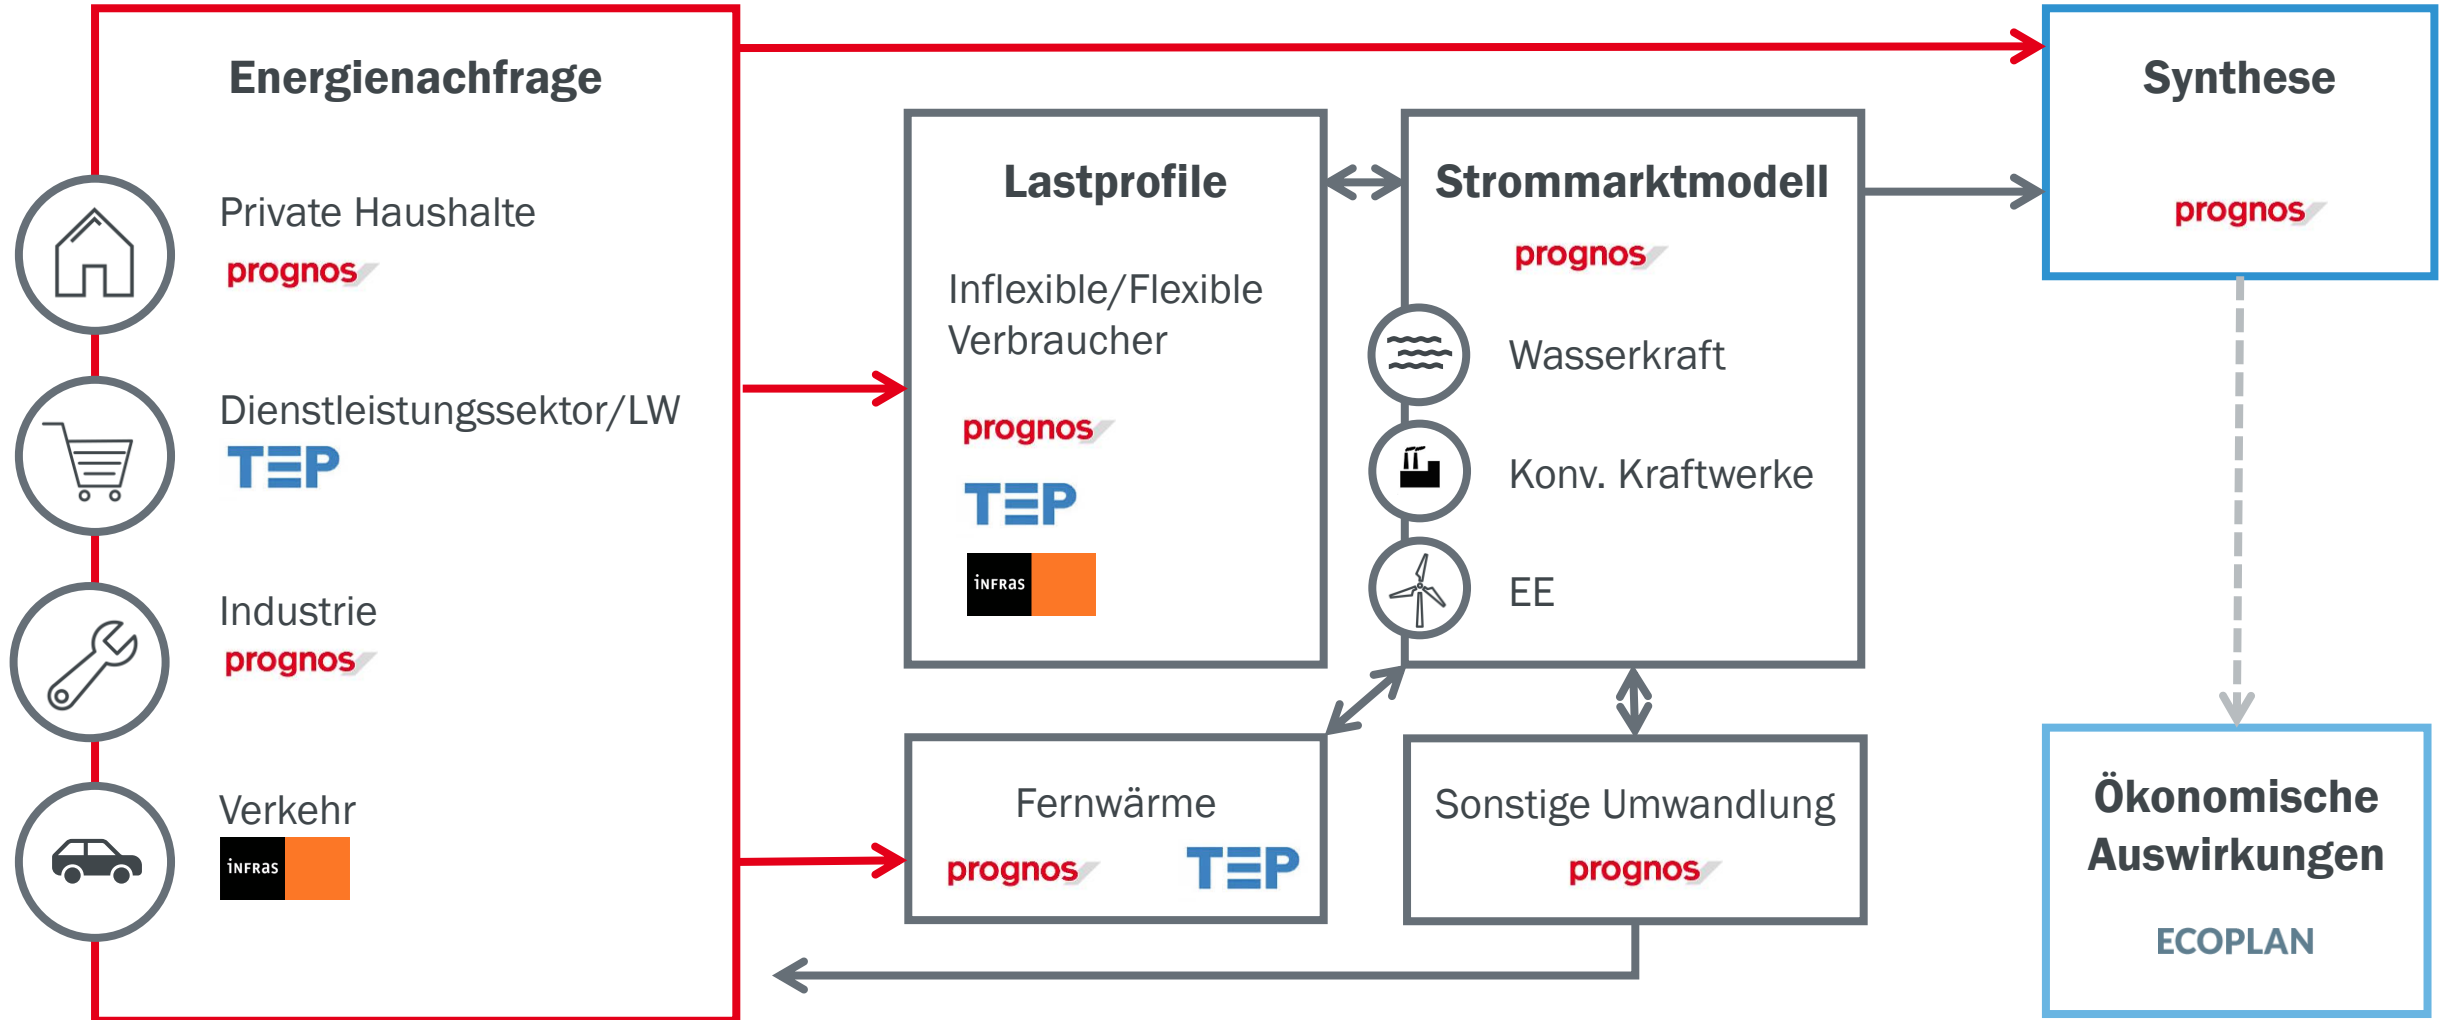 Energienachfrage
Private Haushalte
prognos
Dienstleistungssektor/LW
TEP
Industrie
prognos
Verkehr
infras
Lastprofile
Inflexible/Flexible
Verbraucher
prognos
TEP
infras
Strommarktmodell
prognos
Wasserkraft
Konv. Kraftwerke
EE
Fernwärme
prognos TEP
Sonstige Umwandlung
prognos
Synthese
prognos
Ökonomische
Auswirkungen
ECOPLAN